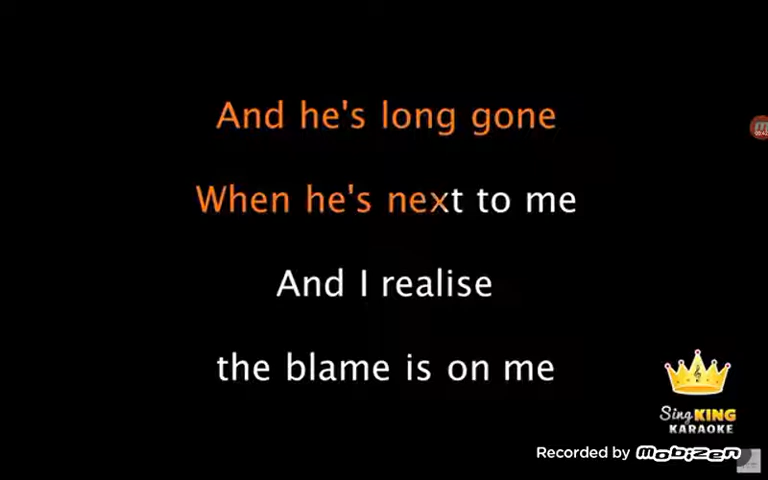 And he's long gone
When he's next to me
And I realise
the blame is on me
Sing KING
KARAOKE
Recorded by mobizen